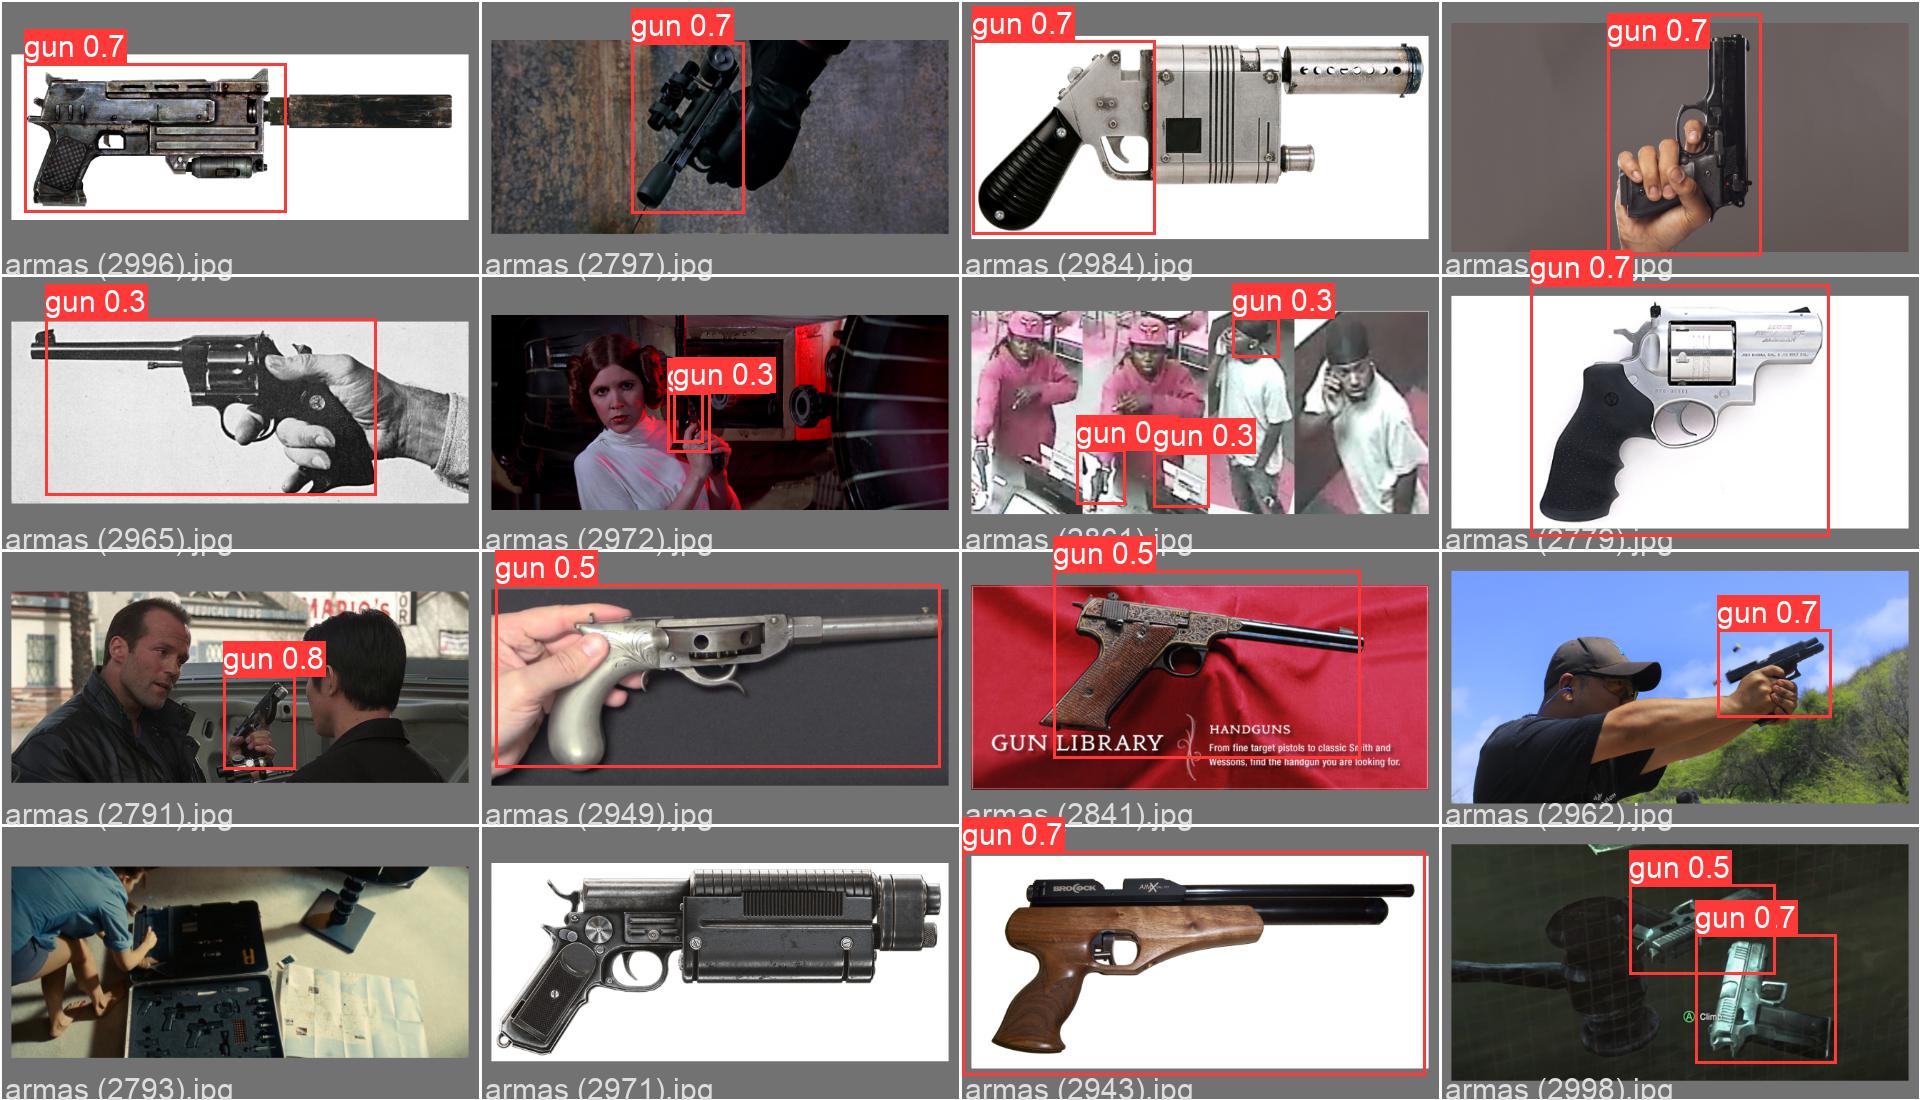 gun 0.7
gun 0.7
gun 0.7
gun 0.7
armas (2996).jpg
armas (2797).jpg
armas (2984).jpg
armas
.jpg
gun 0.3
gun 0.3
gun 0.3
gun 0
gun 0.3
gun 0.7
armas (2965).jpg
armas (2972).jpg
armas (2861).jpg
armas (2779).jpg
MEDICAL BLDG
MARIO'S
gun 0.8
gun 0.5
gun 0.5
GUN LIBRARY
HANDGUNS
From fine target pistols to classic Smith and
Wessons, find the handgun you are looking for.
gun 0.7
armas (2791).jpg
armas (2949).jpg
armas (2841).jpg
armas (2962).jpg
gun 0.7
BROCOCK
gun 0.5
gun 0.7
A Climb
armas (2793).jpg
armas (2971).jpg
armas (2943).jpg
armas (2998).jpg